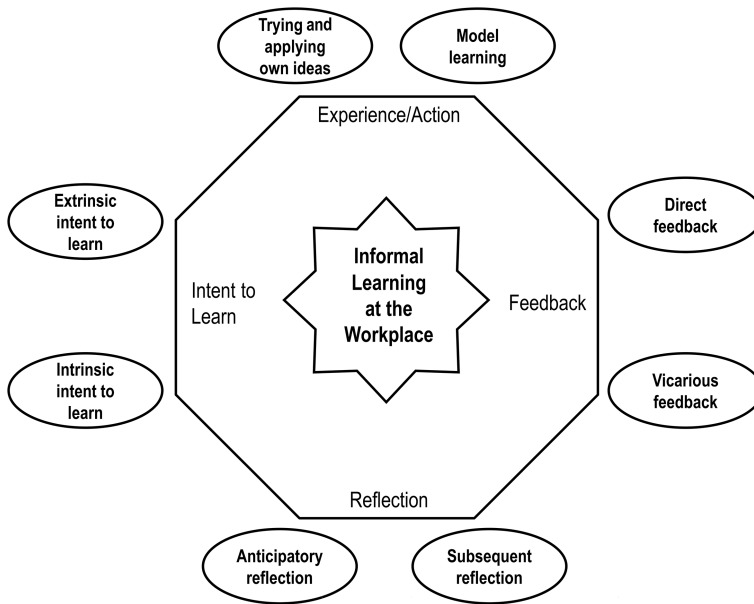 Trying and
applying
own ideas
Model
learning
Experience/Action
Extrinsic
intent to
learn
Direct
feedback
Informal
Learning
at the
Workplace
Intent to
Learn
Feedback
Intrinsic
intent to
learn
Vicarious
feedback
Reflection
Anticipatory
reflection
Subsequent
reflection